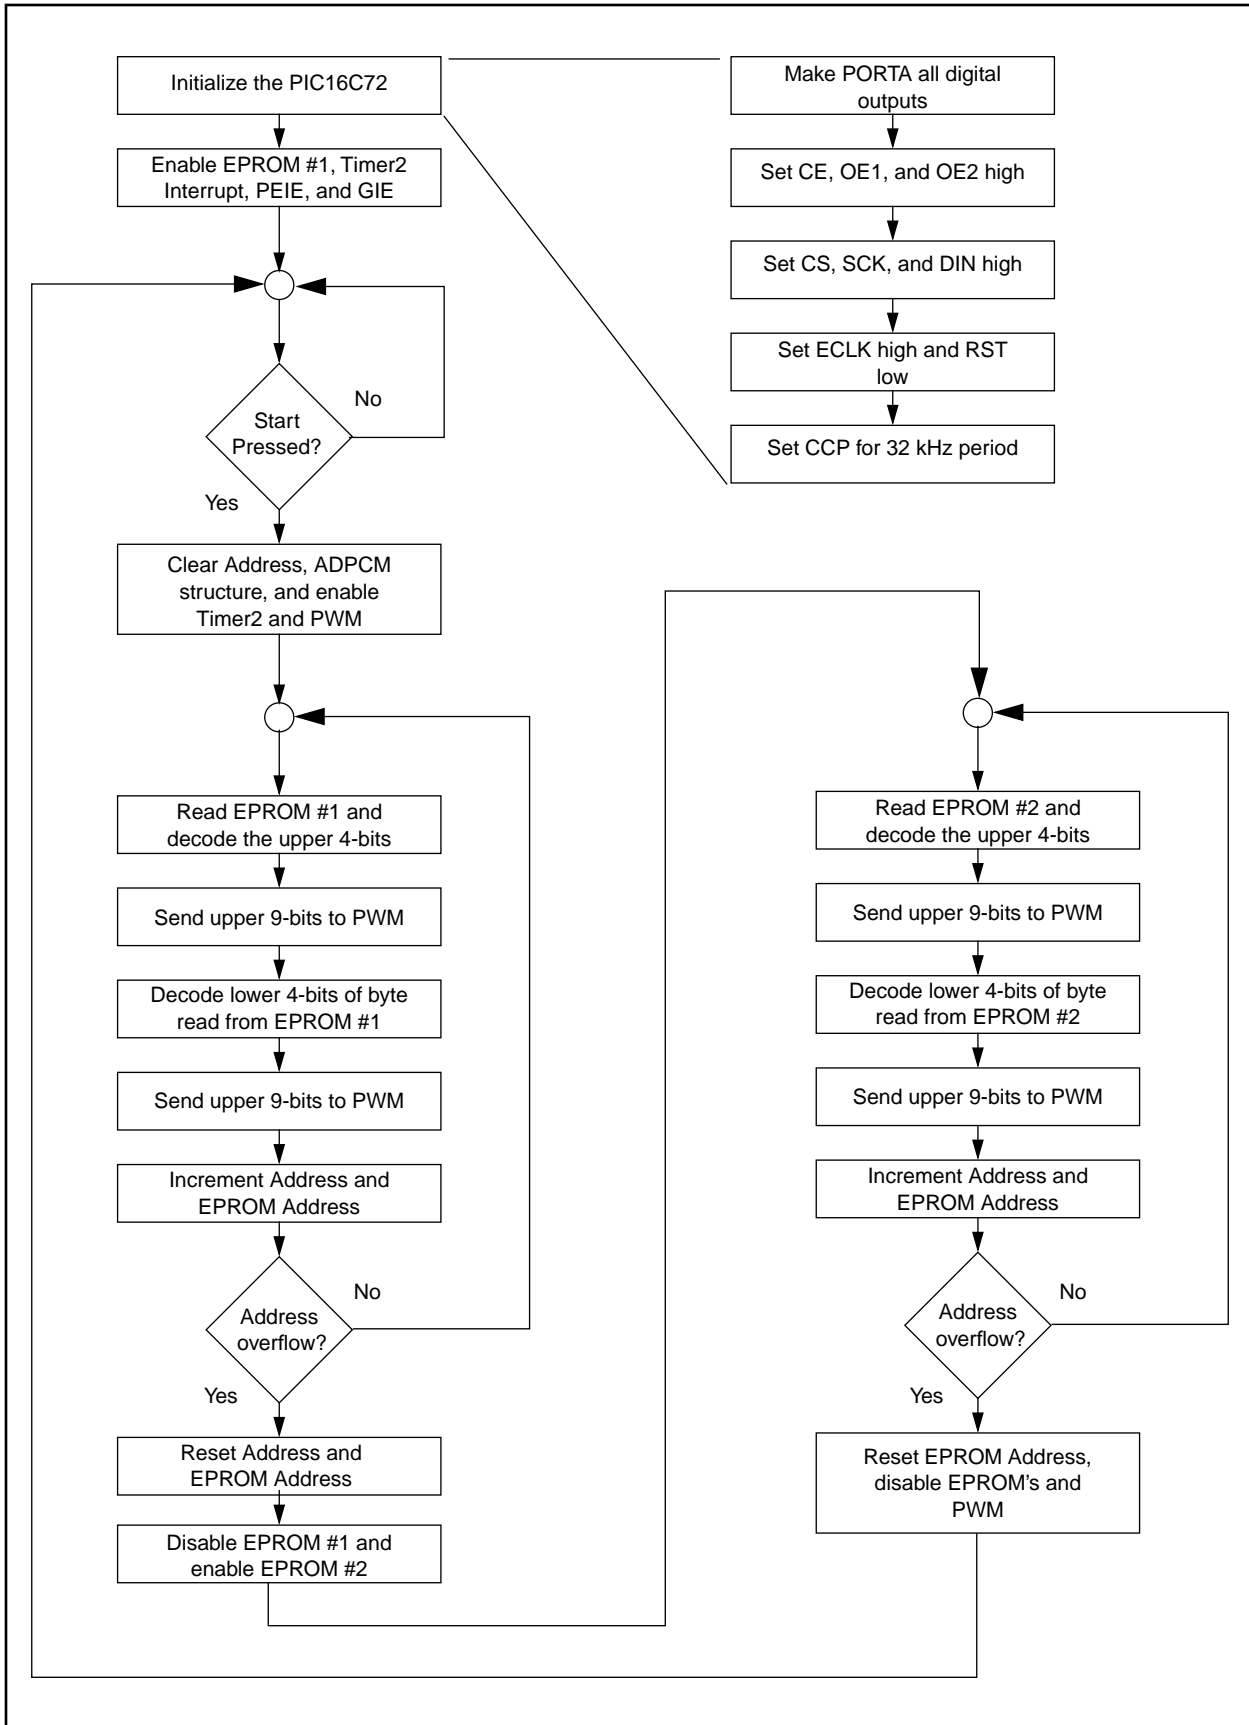 Initialize the PIC16C72
Enable EPROM #1, Timer2
Interrupt, PEIE, and GIE
Start
Pressed?
No
Yes
Clear Address, ADPCM
structure, and enable
Timer2 and PWM
Read EPROM #1 and
decode the upper 4-bits
Send upper 9-bits to PWM
Decode lower 4-bits of byte
read from EPROM #1
Send upper 9-bits to PWM
Increment Address and
EPROM Address
Address
overflow?
No
Yes
Reset Address and
EPROM Address
Disable EPROM #1 and
enable EPROM #2
Make PORTA all digital
outputs
Set CE, OE1, and OE2 high
Set CS, SCK, and DIN high
Set ECLK high and RST
low
Set CCP for 32 kHz period
Read EPROM #2 and
decode the upper 4-bits
Send upper 9-bits to PWM
Decode lower 4-bits of byte
read from EPROM #2
Send upper 9-bits to PWM
Increment Address and
EPROM Address
Address
overflow?
No
Yes
Reset EPROM Address,
disable EPROM’s and
PWM